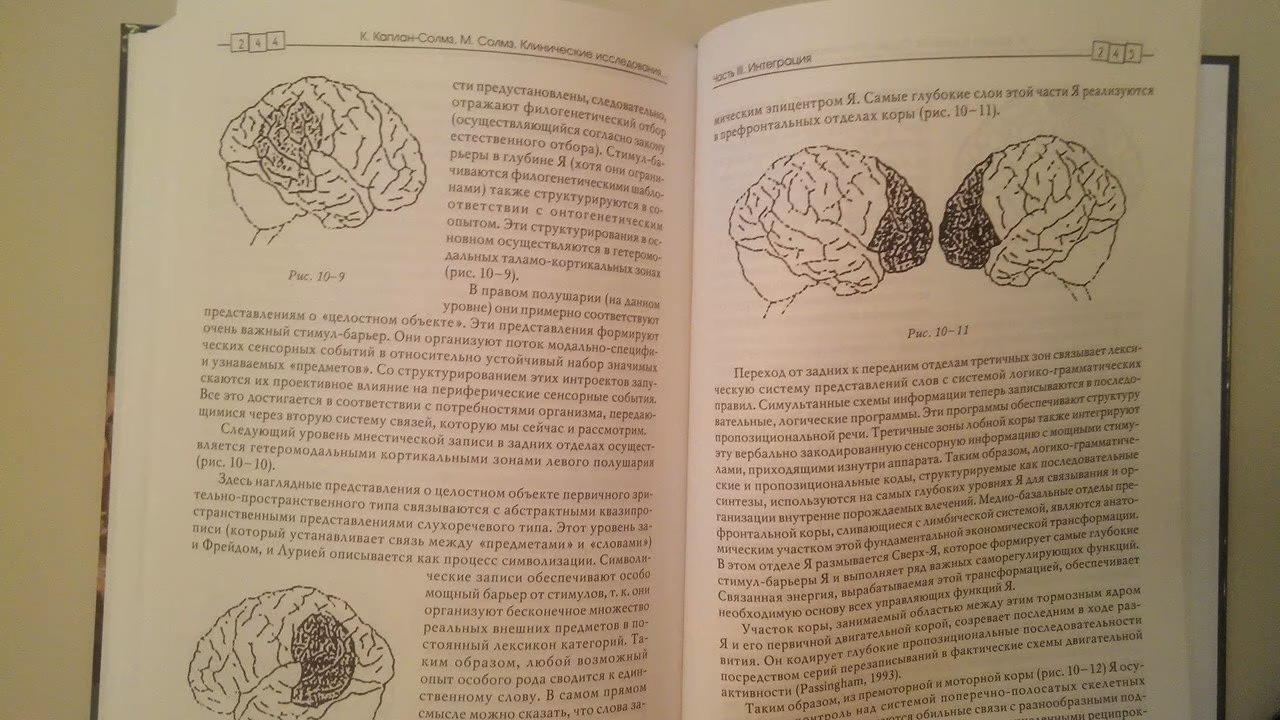 244
К. Каплан-Солмз, М. Солмз. Клинические исследования...
сти предустановлены, следовательно,
отражают филогенетический отбор
(осуществляющийся согласно закону
естественного отбора). Стимул-ба-
рьеры в глубине Я (хотя они ограни-
чиваются филогенетическими шабло-
нами) также структурируются в со-
ответствии с онтогенетическим
опытом. Эти структурирования в ос-
новном осуществляются в гетеромо-
дальных таламо-кортикальных зонах
(рис. 10–9).
Рис. 10–9
В правом полушарии (на данном
уровне) они примерно соответствуют
представлениям о «целостном объекте». Эти представления формируют
очень важный стимул-барьер. Они организуют поток модально-специфи-
ческих сенсорных событий в относительно устойчивый набор значимых
и узнаваемых «предметов». Со структурированием этих интроектов запу-
скаются их проективное влияние на периферические сенсорные события.
Все это достигается в соответствии с потребностями организма, передаю-
щимися через вторую систему связей, которую мы сейчас и рассмотрим.
Следующий уровень мнестической записи в задних отделах осущест-
вляется гетеромодальными кортикальными зонами левого полушария
(рис. 10–10).
Здесь наглядные представления о целостном объекте первичного зри-
тельно-пространственного типа связываются с абстрактными квазипро-
странственными представлениями слухоречевого типа. Этот уровень за-
писи (который устанавливает связь между «предметами» и «словами»)
и Фрейдом, и Лурией описывается как процесс символизации. Символи-
ческие записи обеспечивают особо
мощный барьер от стимулов, т. к. они
организуют бесконечное множество
реальных внешних предметов в по-
стоянный лексикон категорий. Та-
ким образом, любой возможный
опыт особого рода сводится к един-
ственному слову. В самом прямом
смысле можно сказать, что слова за-
Часть III. Интеграция
245
мическим эпицентром Я. Самые глубокие слои этой части Я реализуются
в префронтальных отделах коры (рис. 10–11).
Рис. 10–11
Переход от задних к передним отделам третичных зон связывает лекси-
ческую систему представлений слов с системой логико-грамматических
правил. Симультанные схемы информации теперь записываются в последо-
вательные, логические программы. Эти программы обеспечивают структуру
пропозициональной речи. Третичные зоны лобной коры также интегрируют
эту вербально закодированную сенсорную информацию с мощными стиму-
лами, приходящими изнутри аппарата. Таким образом, логико-грамматиче-
ские и пропозициональные коды, структурируемые как последовательные
синтезы, используются на самых глубоких уровнях Я для связывания и ор-
ганизации внутренне порождаемых влечений. Медио-базальные отделы пре-
фронтальной коры, сливающиеся с лимбической системой, являются анато-
мическим участком этой фундаментальной экономической трансформации.
В этом отделе Я размывается Сверх-Я, которое формирует самые глубокие
стимул-барьеры Я и выполняет ряд важных саморегулирующих функций.
Связанная энергия, вырабатываемая этой трансформацией, обеспечивает
необходимую основу всех управляющих функций Я.
Участок коры, занимаемый областью между этим тормозным ядром
Я и его первичной двигательной корой, созревает последним в ходе раз-
вития. Он кодирует глубокие пропозициональные последовательности
посредством серий перезаписываний в фактические схемы двигательной
активности (Passingham, 1993).
Таким образом, из премоторной и моторной коры (рис. 10–12) Я осу-
контроль над системой поперечно-полосатых скелетных
обильные связи с разнообразными под-
реципрок-